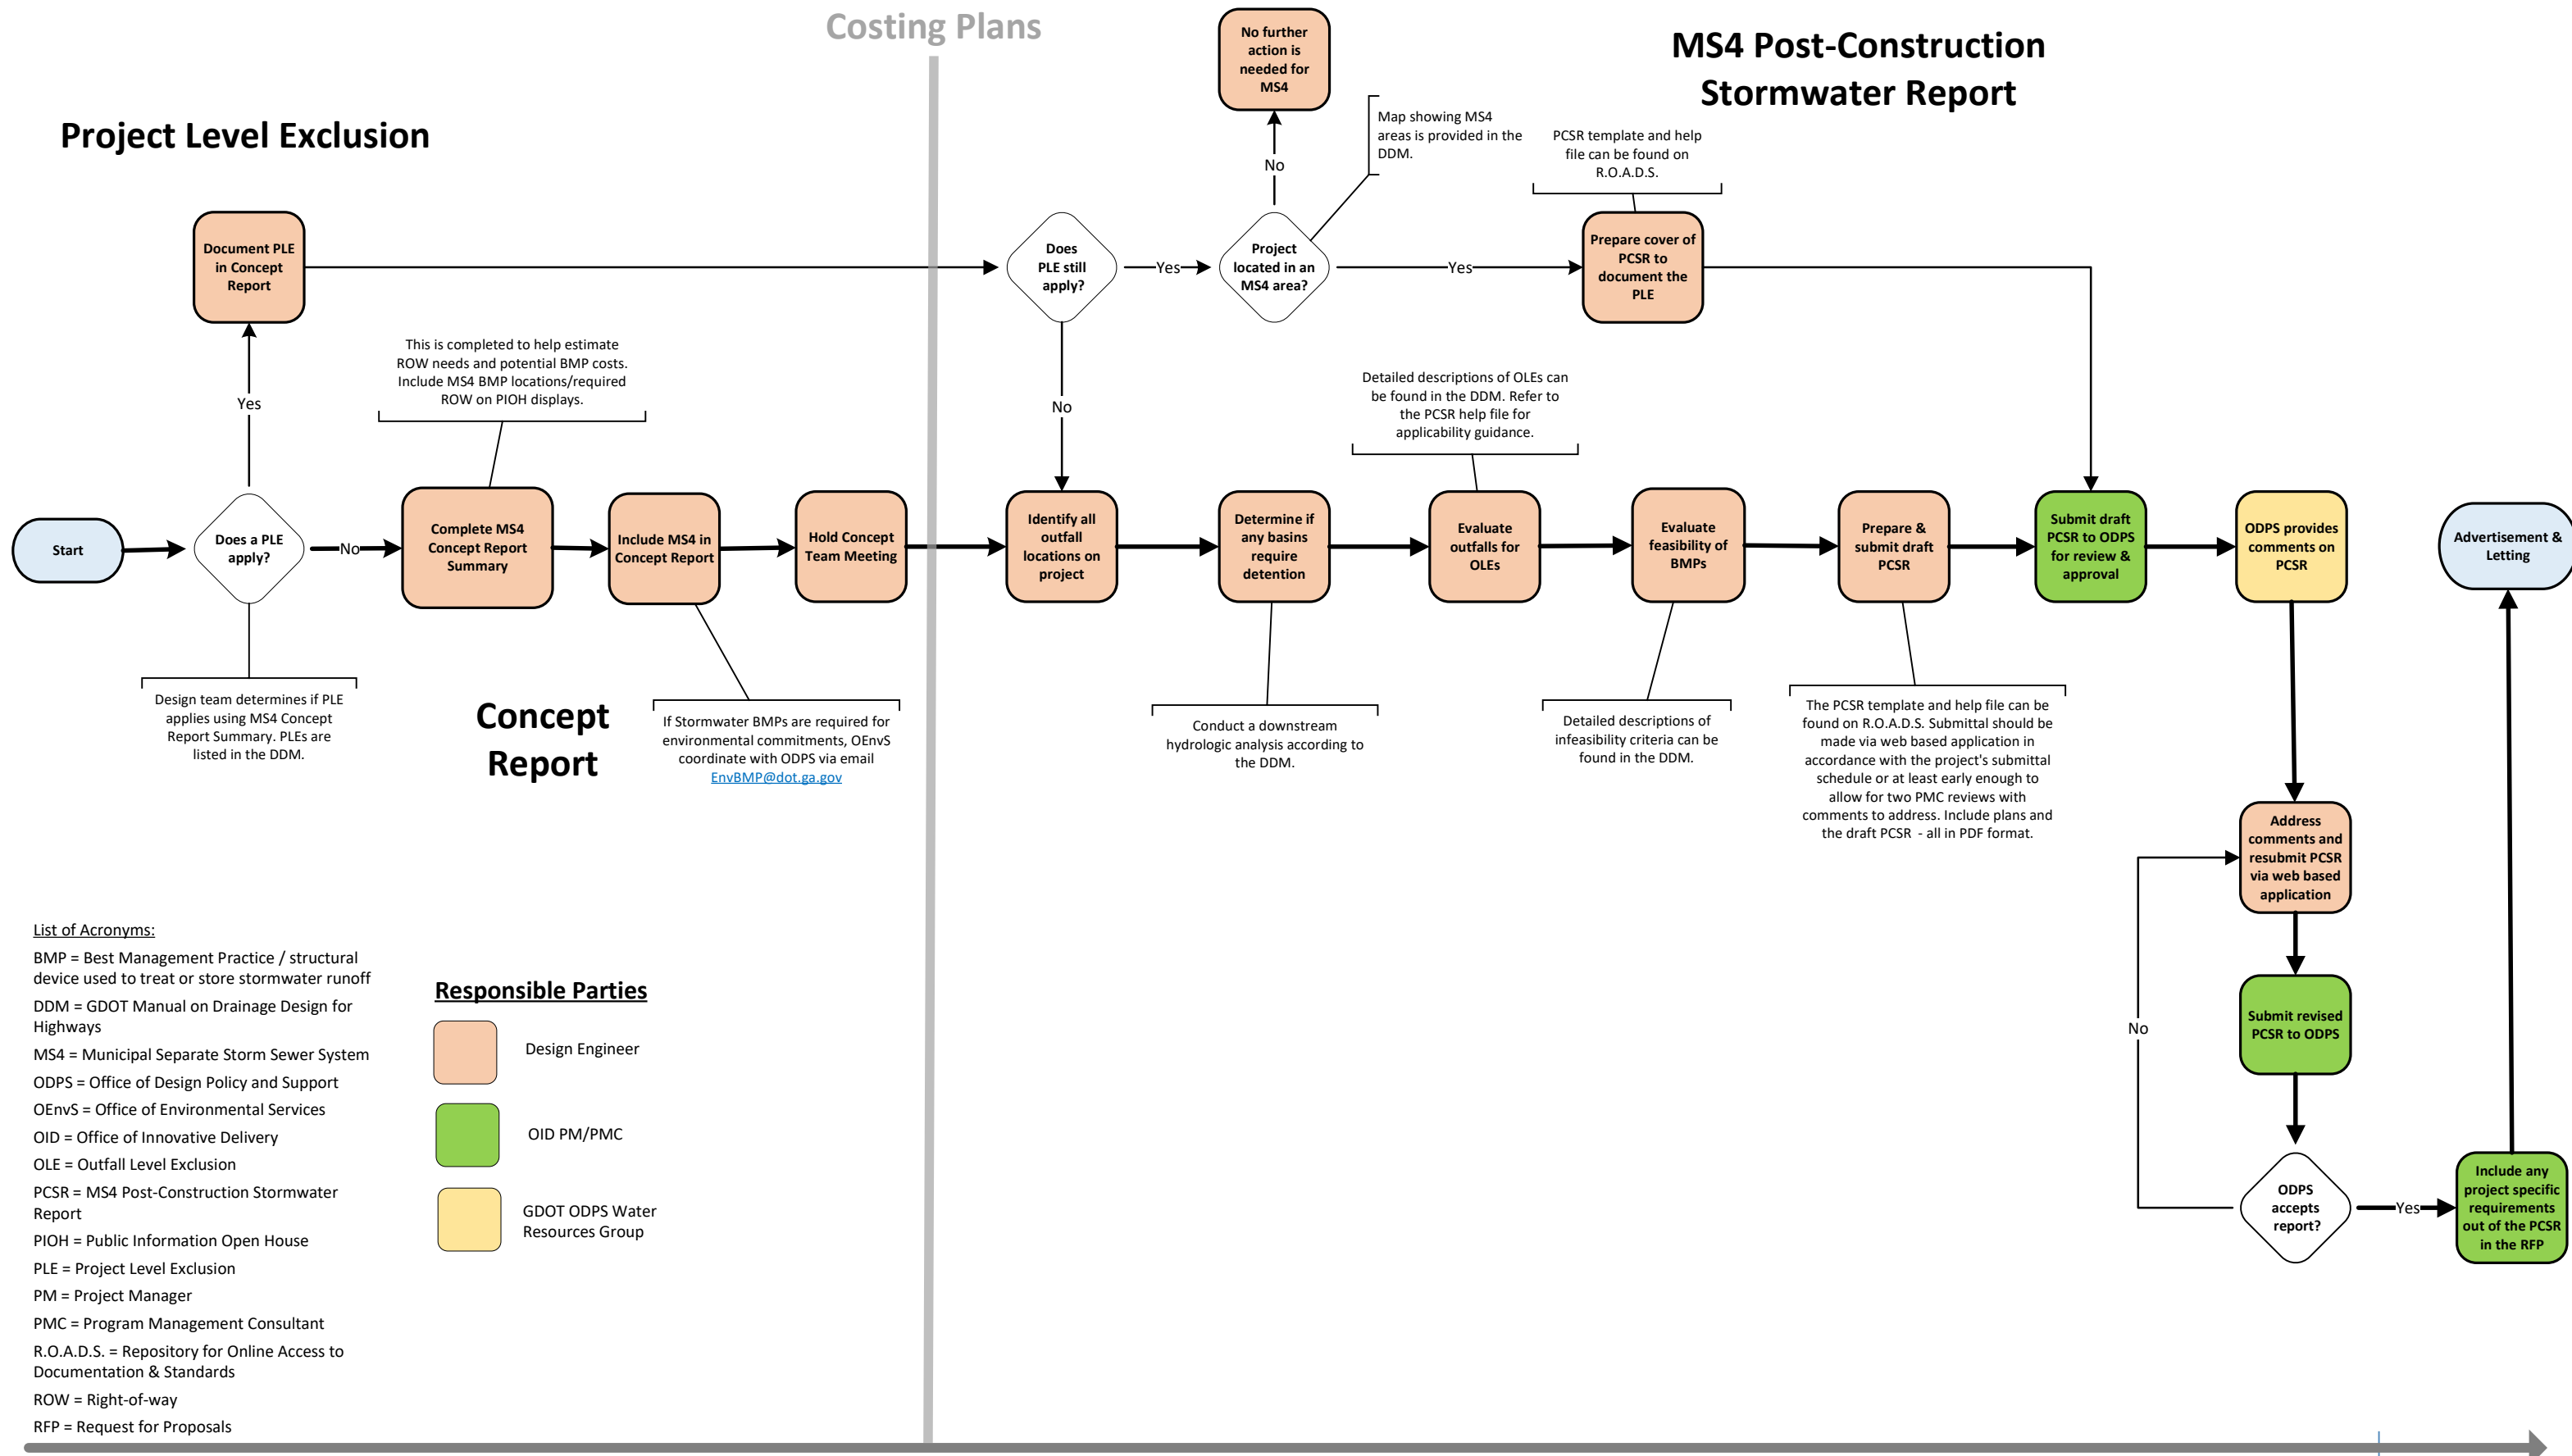 Costing Plans
MS4 Post-Construction
Stormwater Report
Project Level Exclusion
No further
action is
needed for
MS4
No
Map showing MS4
areas is provided in the
DDM.
PCSR template and help
file can be found on
R.O.A.D.S.
Document PLE
in Concept
Report
Does
PLE still
apply?
Yes
Project
located in an
MS4 area?
Yes
Prepare cover of
PCSR to
document the
PLE
Yes
This is completed to help estimate
ROW needs and potential BMP costs.
Include MS4 BMP locations/required
ROW on PIOH displays.
No
Detailed descriptions of OLEs can
be found in the DDM. Refer to
the PCSR help file for
applicability guidance.
Start
Does a PLE
apply?
No
Complete MS4
Concept Report
Summary
Include MS4 in
Concept Report
Hold Concept
Team Meeting
Identify all
outfall
locations on
project
Determine if
any basins
require
detention
Evaluate
outfalls for
OLEs
Evaluate
feasibility of
BMPs
Prepare &
submit draft
PCSR
Submit draft
PCSR to ODPS
for review &
approval
ODPS provides
comments on
PCSR
Advertisement &
Letting
Design team determines if PLE
applies using MS4 Concept
Report Summary. PLEs are
listed in the DDM.
Concept
Report
If Stormwater BMPs are required for
environmental commitments, OEnvS
coordinate with ODPS via email
EnvBMP@dot.ga.gov
Conduct a downstream
hydrologic analysis according to
the DDM.
Detailed descriptions of
infeasibility criteria can be
found in the DDM.
The PCSR template and help file can be
found on R.O.A.D.S. Submittal should be
made via web based application in
accordance with the project's submittal
schedule or at least early enough to
allow for two PMC reviews with
comments to address. Include plans and
the draft PCSR - all in PDF format.
Address
comments and
resubmit PCSR
via web based
application
Submit revised
PCSR to ODPS
No
ODPS
accepts
report?
Yes
Include any
project specific
requirements
out of the PCSR
in the RFP
List of Acronyms:
BMP = Best Management Practice / structural
device used to treat or store stormwater runoff
DDM = GDOT Manual on Drainage Design for
Highways
MS4 = Municipal Separate Storm Sewer System
ODPS = Office of Design Policy and Support
OEnvS = Office of Environmental Services
OID = Office of Innovative Delivery
OLE = Outfall Level Exclusion
PCSR = MS4 Post-Construction Stormwater
Report
PIOH = Public Information Open House
PLE = Project Level Exclusion
PM = Project Manager
PMC = Program Management Consultant
R.O.A.D.S. = Repository for Online Access to
Documentation & Standards
ROW = Right-of-way
RFP = Request for Proposals
Responsible Parties
Design Engineer
OID PM/PMC
GDOT ODPS Water
Resources Group